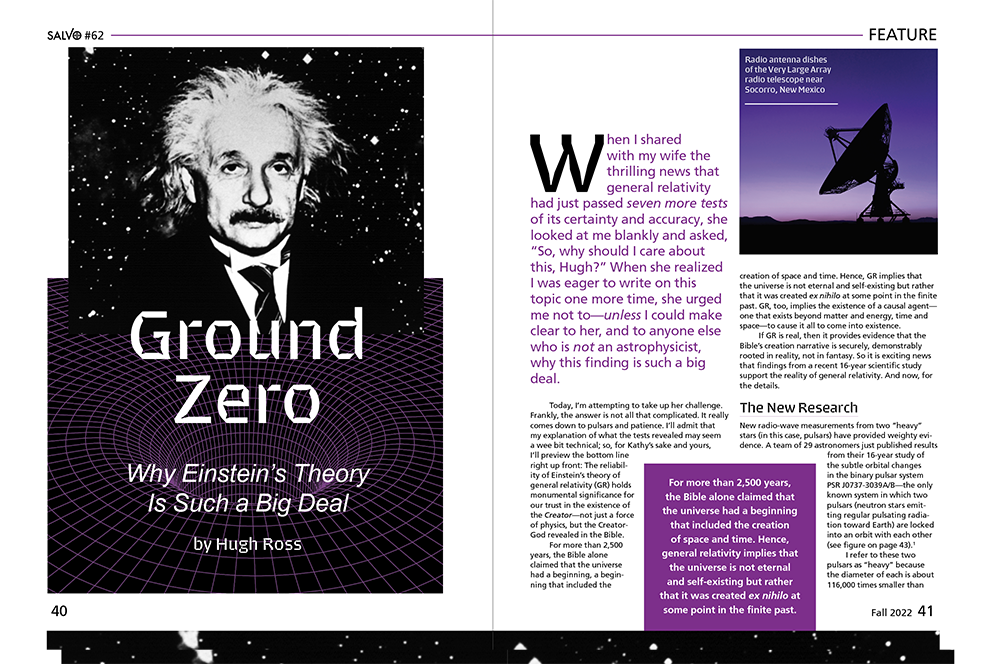 SALVO #62
Ground
Zero
Why Einstein's Theory
Is Such a Big Deal
by Hugh Ross
40
FEATURE
When I shared
with my wife the
thrilling news that
general relativity
had just passed seven more tests
of its certainty and accuracy, she
looked at me blankly and asked,
“So, why should I care about
this, Hugh?” When she realized
I was eager to write on this
topic one more time, she urged
me not to—unless I could make
clear to her, and to anyone else
who is not an astrophysicist,
why this finding is such a big
deal.
Today, I’m attempting to take up her challenge.
Frankly, the answer is not all that complicated. It really
comes down to pulsars and patience. I’ll admit that
my explanation of what the tests revealed may seem
a wee bit technical; so, for Kathy’s sake and yours,
I’ll preview the bottom line
right up front: The reliabil-
ity of Einstein’s theory of
general relativity (GR) holds
monumental significance for
our trust in the existence of
the Creator—not just a force
of physics, but the Creator-
God revealed in the Bible.
For more than 2,500
years, the Bible alone
claimed that the universe
had a beginning, a begin-
ning that included the
For more than 2,500 years,
the Bible alone claimed that
the universe had a beginning
that included the creation
of space and time. Hence,
general relativity implies that
the universe is not eternal
and self-existing but rather
that it was created ex nihilo at
some point in the finite past.
Radio antenna dishes
of the Very Large Array
radio telescope near
Socorro, New Mexico
creation of space and time. Hence, GR implies that
the universe is not eternal and self-existing but rather
that it was created ex nihilo at some point in the finite
past. GR, too, implies the existence of a causal agent—
one that exists beyond matter and energy, time and
space—to cause it all to come into existence.
If GR is real, then it provides evidence that the
Bible’s creation narrative is securely, demonstrably
rooted in reality, not in fantasy. So it is exciting news
that findings from a recent 16-year scientific study
support the reality of general relativity. And now, for
the details.
The New Research
New radio-wave measurements from two “heavy”
stars (in this case, pulsars) have provided weighty evi-
dence. A team of 29 astronomers just published results
from their 16-year study of
the subtle orbital changes
in the binary pulsar system
PSR J0737-3039A/B—the only
known system in which two
pulsars (neutron stars emit-
ting regular pulsating radia-
tion toward Earth) are locked
into an orbit with each other
(see figure on page 43).¹
I refer to these two
pulsars as “heavy” because
the diameter of each is about
116,000 times smaller than
Fall 2022 41